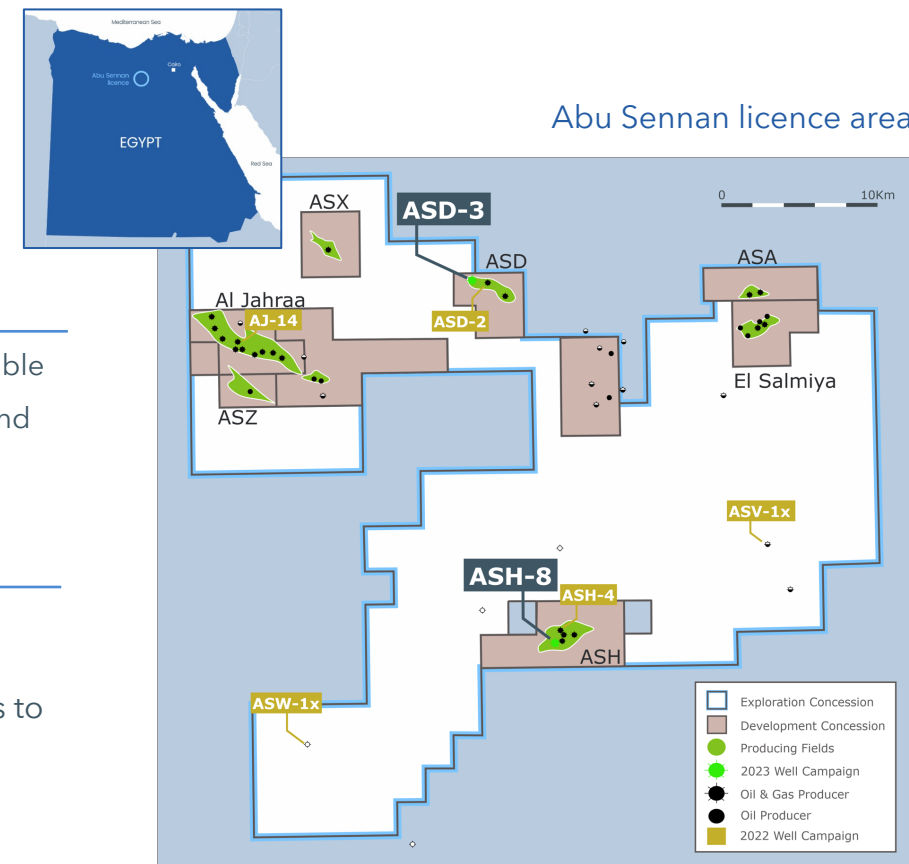 Mediterranean Sea
Cairo
Abu Sennan
licence
EGYPT
Red Sea
Abu Sennan licence area
0 10Km
ASX
ASD-3
ASD
ASA
Al Jahraa
AJ-14
ASD-2
El Salmiya
ASZ
ble
nd
ASV-1x
ASH-8
ASH-4
ASH
s to
ASW-1x
Exploration Concession
Development Concession
Producing Fields
2023 Well Campaign
Oil & Gas Producer
Oil Producer
2022 Well Campaign